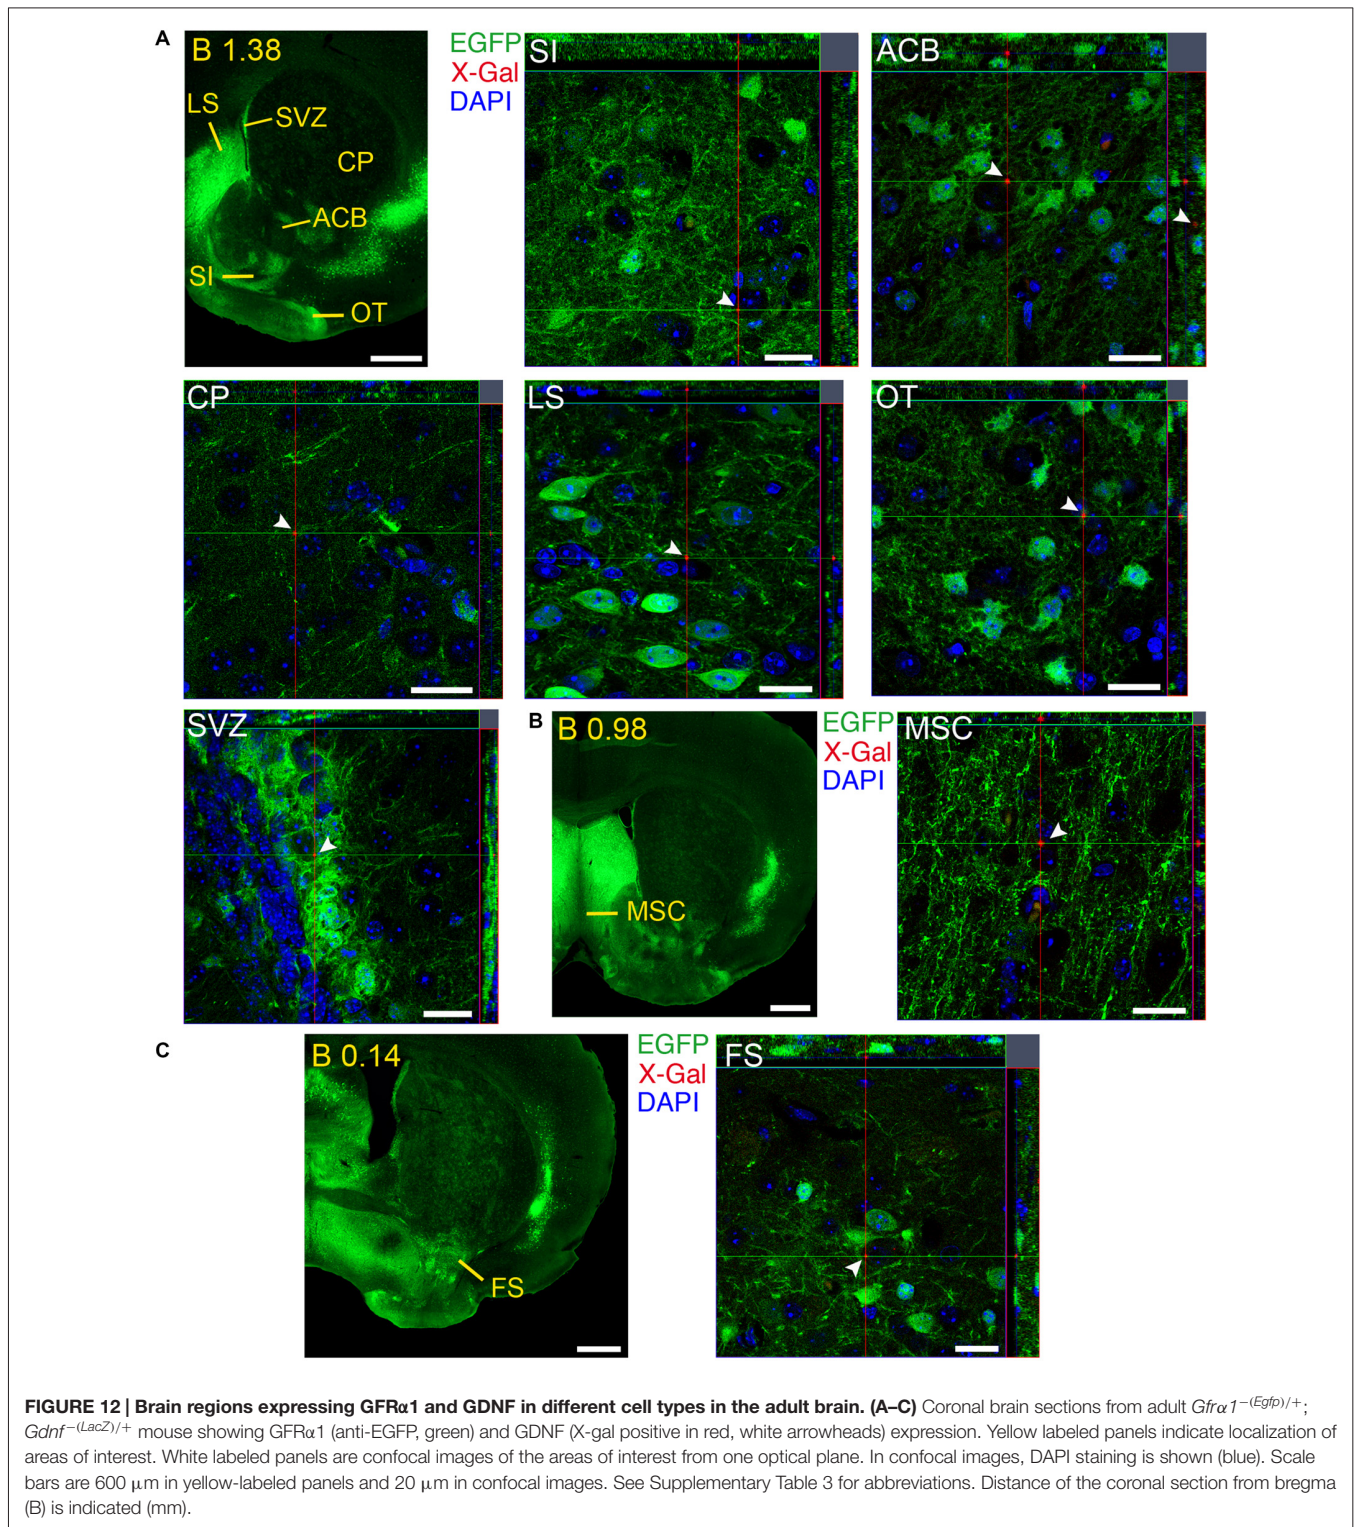 A
B 1.38
LS
SVZ
CP
ACB
SI
OT
EGFP
X-Gal
DAPI
SI
ACB
CP
LS
OT
SVZ
B
B 0.98
MSC
EGFP
X-Gal
DAPI
MSC
C
B 0.14
FS
EGFP
X-Gal
DAPI
FS
FIGURE 12 | Brain regions expressing GFRα1 and GDNF in different cell types in the adult brain. (A–C) Coronal brain sections from adult Gfrα1⁻⁽ᴱᵍᶠᵖ⁾/⁺;
Gdnf⁻⁽ᴸᵃᶜᶻ⁾/⁺ mouse showing GFRα1 (anti-EGFP, green) and GDNF (X-gal positive in red, white arrowheads) expression. Yellow labeled panels indicate localization of
areas of interest. White labeled panels are confocal images of the areas of interest from one optical plane. In confocal images, DAPI staining is shown (blue). Scale
bars are 600 μm in yellow-labeled panels and 20 μm in confocal images. See Supplementary Table 3 for abbreviations. Distance of the coronal section from bregma
(B) is indicated (mm).